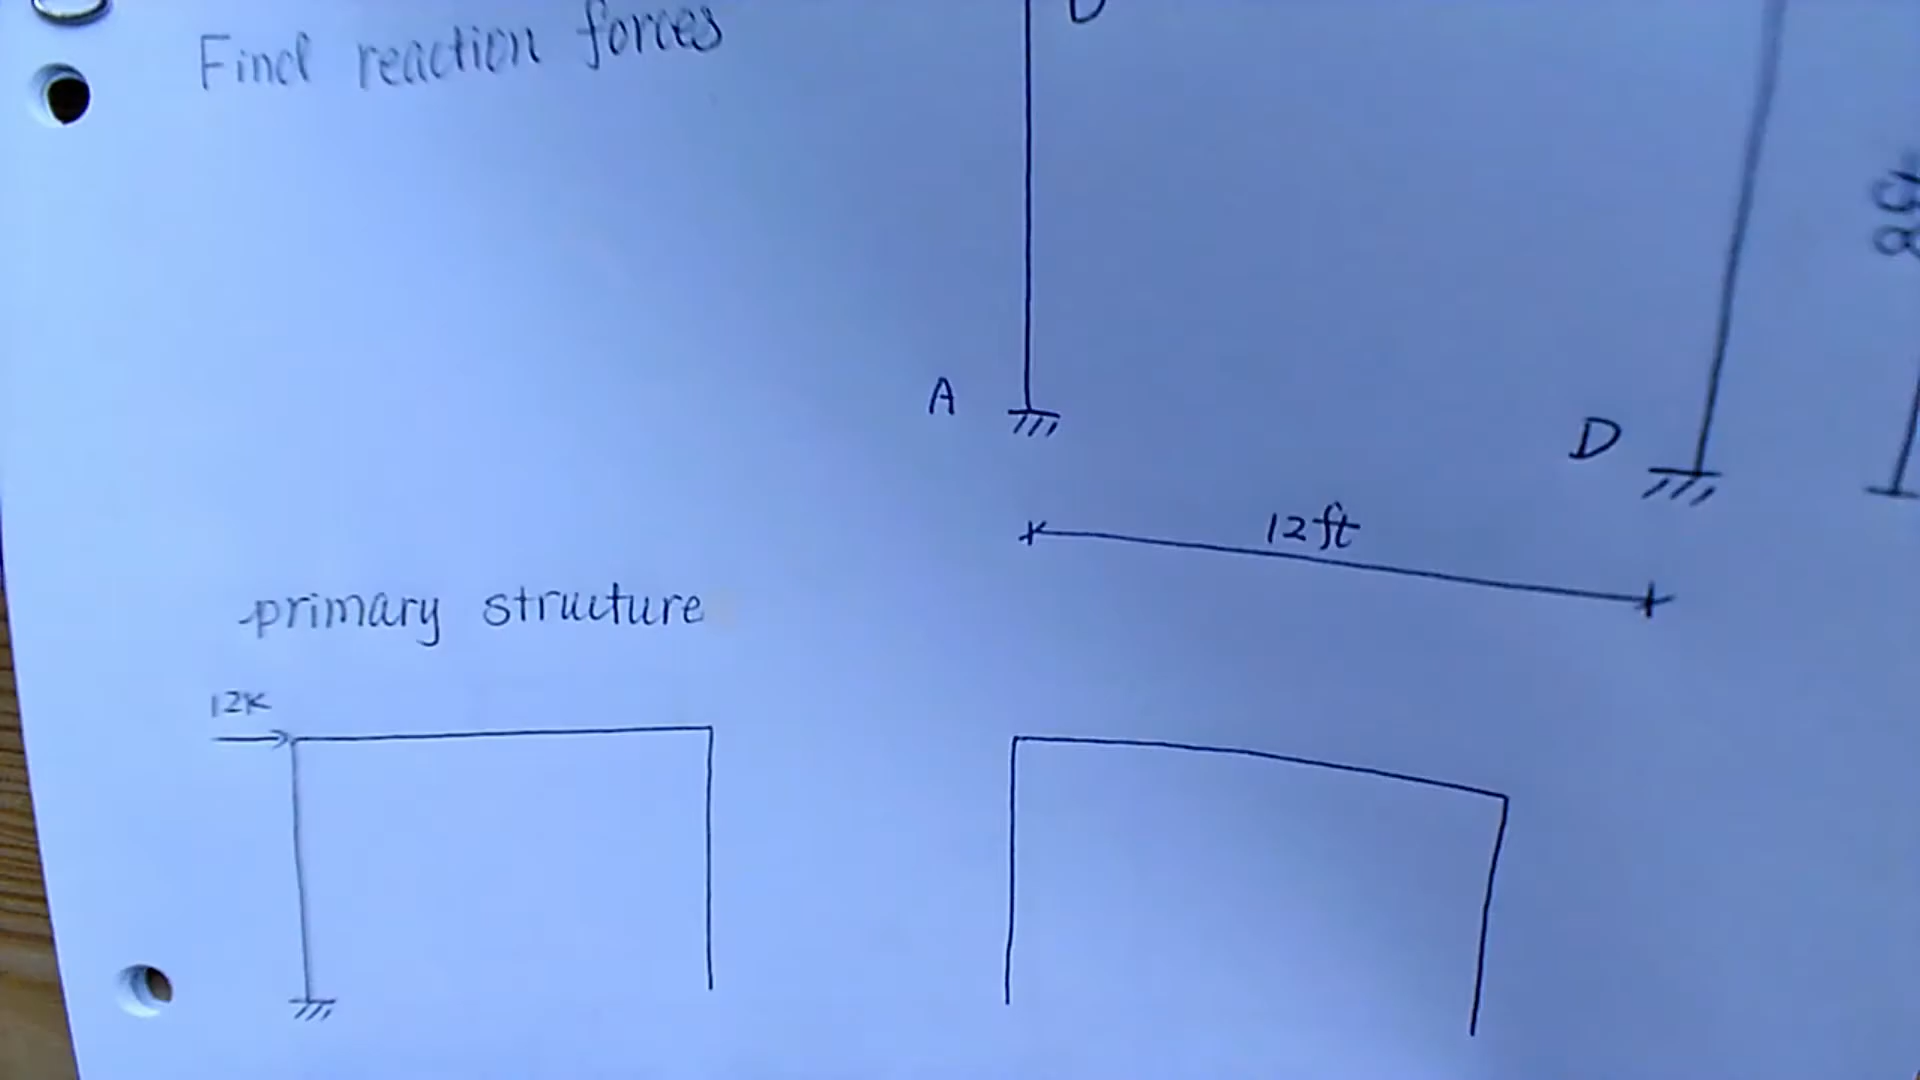 Find reaction forces
A
D
12ft
primary structure
12K